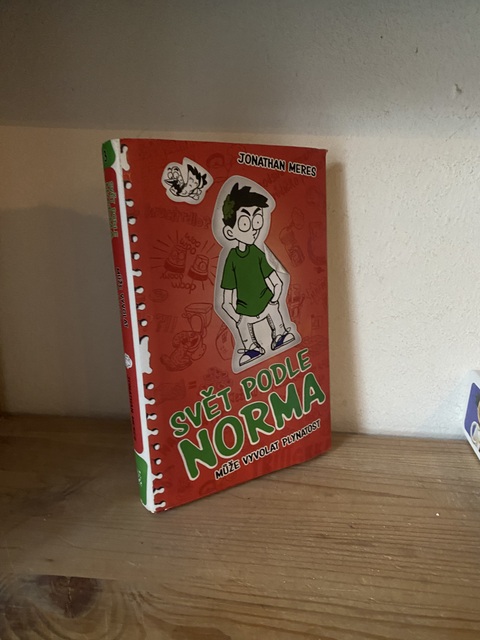 JONATHAN MERES
SVĚT PODLE
NORMA
MŮŽE VYVOLAT PLYNATOST